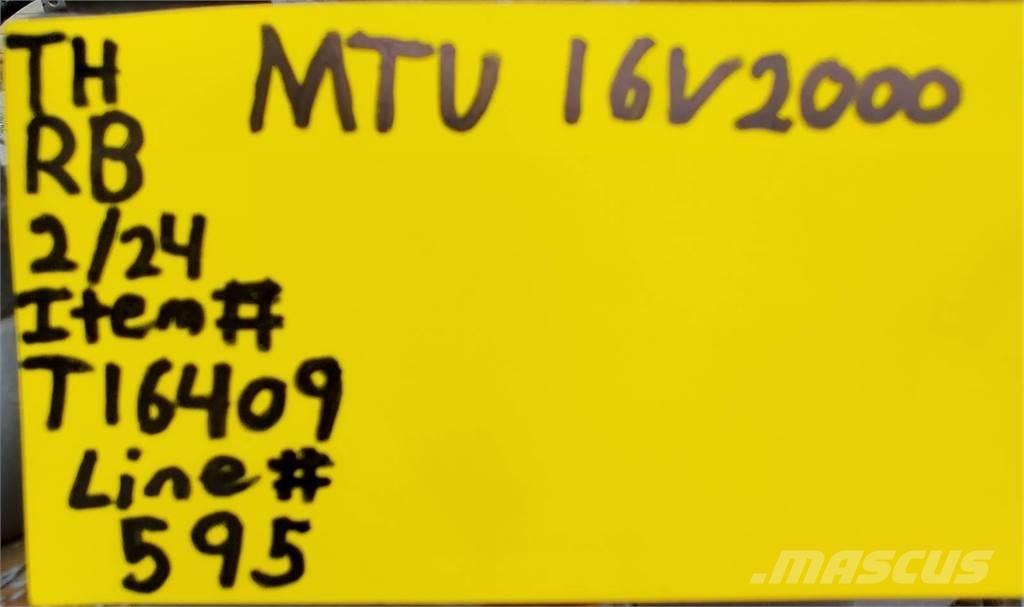 MTU 16V2000
TH
RB
2/24
Item#
T16409
Line#
595
.MASCUS